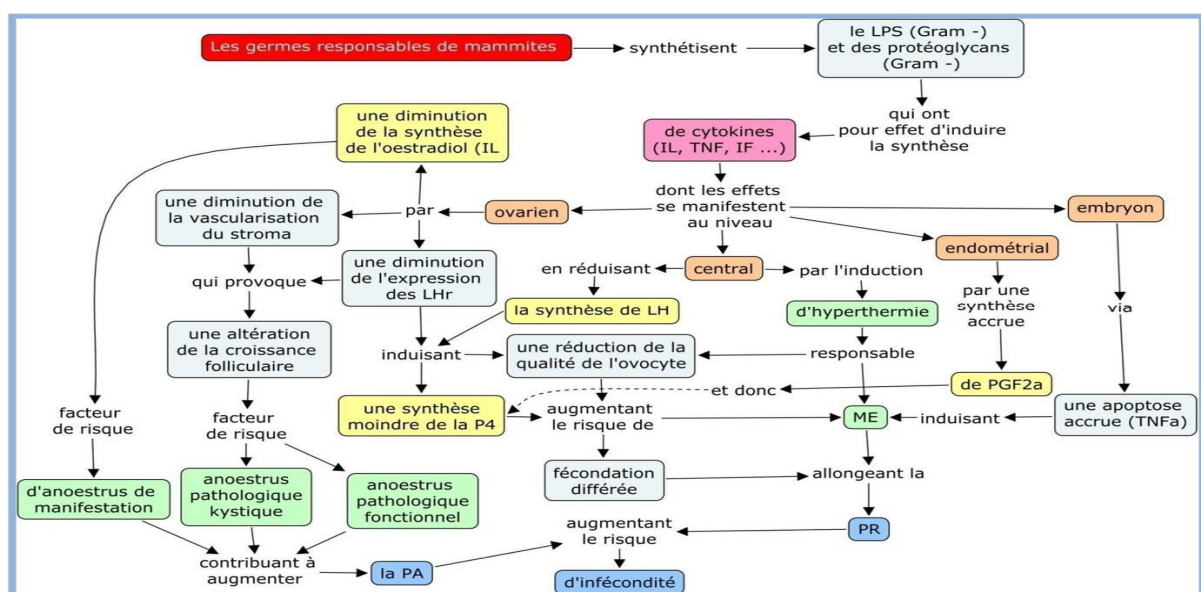 Les germes responsables de mammites
synthétisent
le LPS (Gram -)
et des protéoglycans
(Gram -)
qui ont
pour effet d'induire
la synthèse
de cytokines
(IL, TNF, IF ...)
dont les effets
se manifestent
au niveau
ovarien
par
une diminution
de la synthèse
de l'oestradiol (IL
une diminution de
la vascularisation
du stroma
une diminution
de l'expression
des LHr
qui provoque
une altération
de la croissance
folliculaire
embryon
endométrial
central
en réduisant
la synthèse de LH
par l'induction
d'hyperthermie
par une
synthèse
accrue
via
induisant
une réduction de la
qualité de l'ovocyte
responsable
et donc
de PGF2a
une apoptose
accrue (TNFa)
induisant
ME
une synthèse
moindre de la P4
augmentant
le risque de
fécondation
différée
allongeant la
PR
facteur
de risque
facteur
de risque
d'anoestrus de
manifestation
anoestrus
pathologique
kystique
anoestrus
pathologique
fonctionnel
contribuant à
augmenter
la PA
augmentant
le risque
d'infécondité